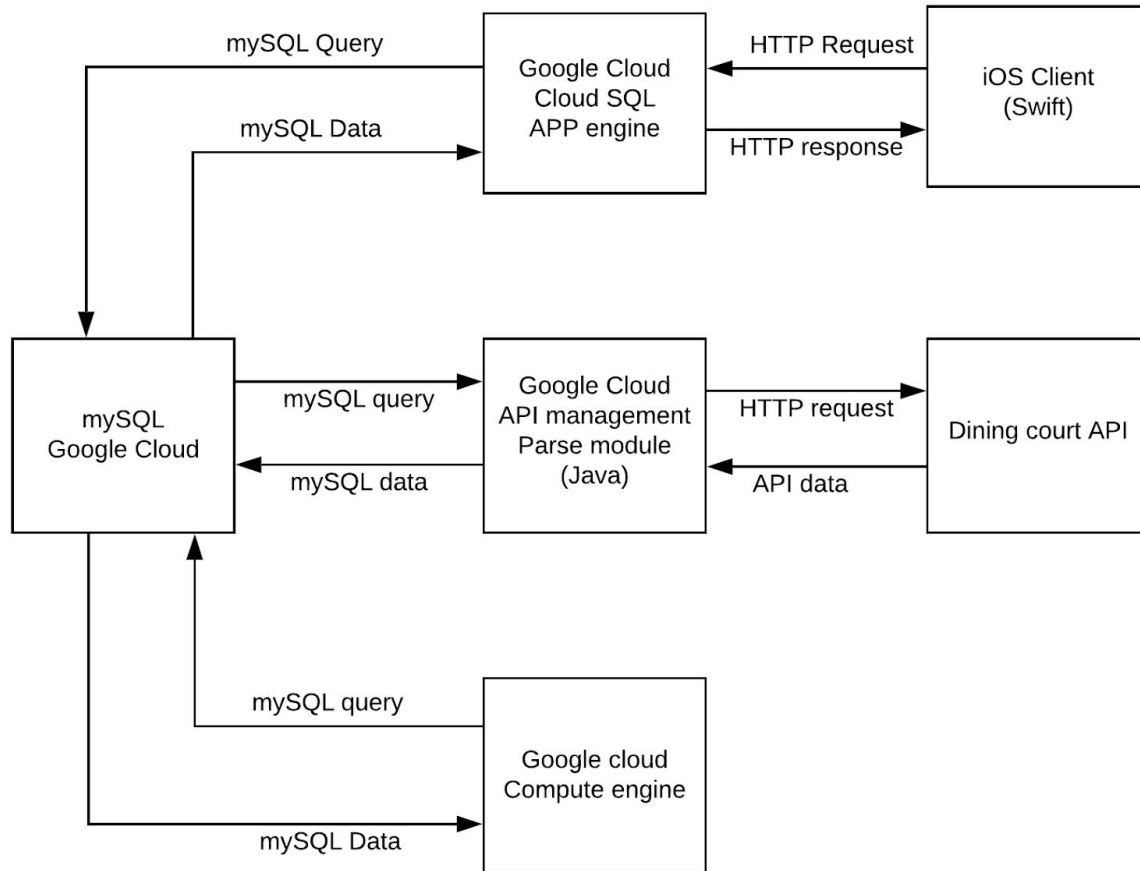 mySQL Query
HTTP Request
Google Cloud
Cloud SQL
APP engine
iOS Client
(Swift)
mySQL Data
HTTP response
mySQL
Google Cloud
mySQL query
Google Cloud
API management
Parse module
(Java)
HTTP request
Dining court API
mySQL data
API data
mySQL query
Google cloud
Compute engine
mySQL Data